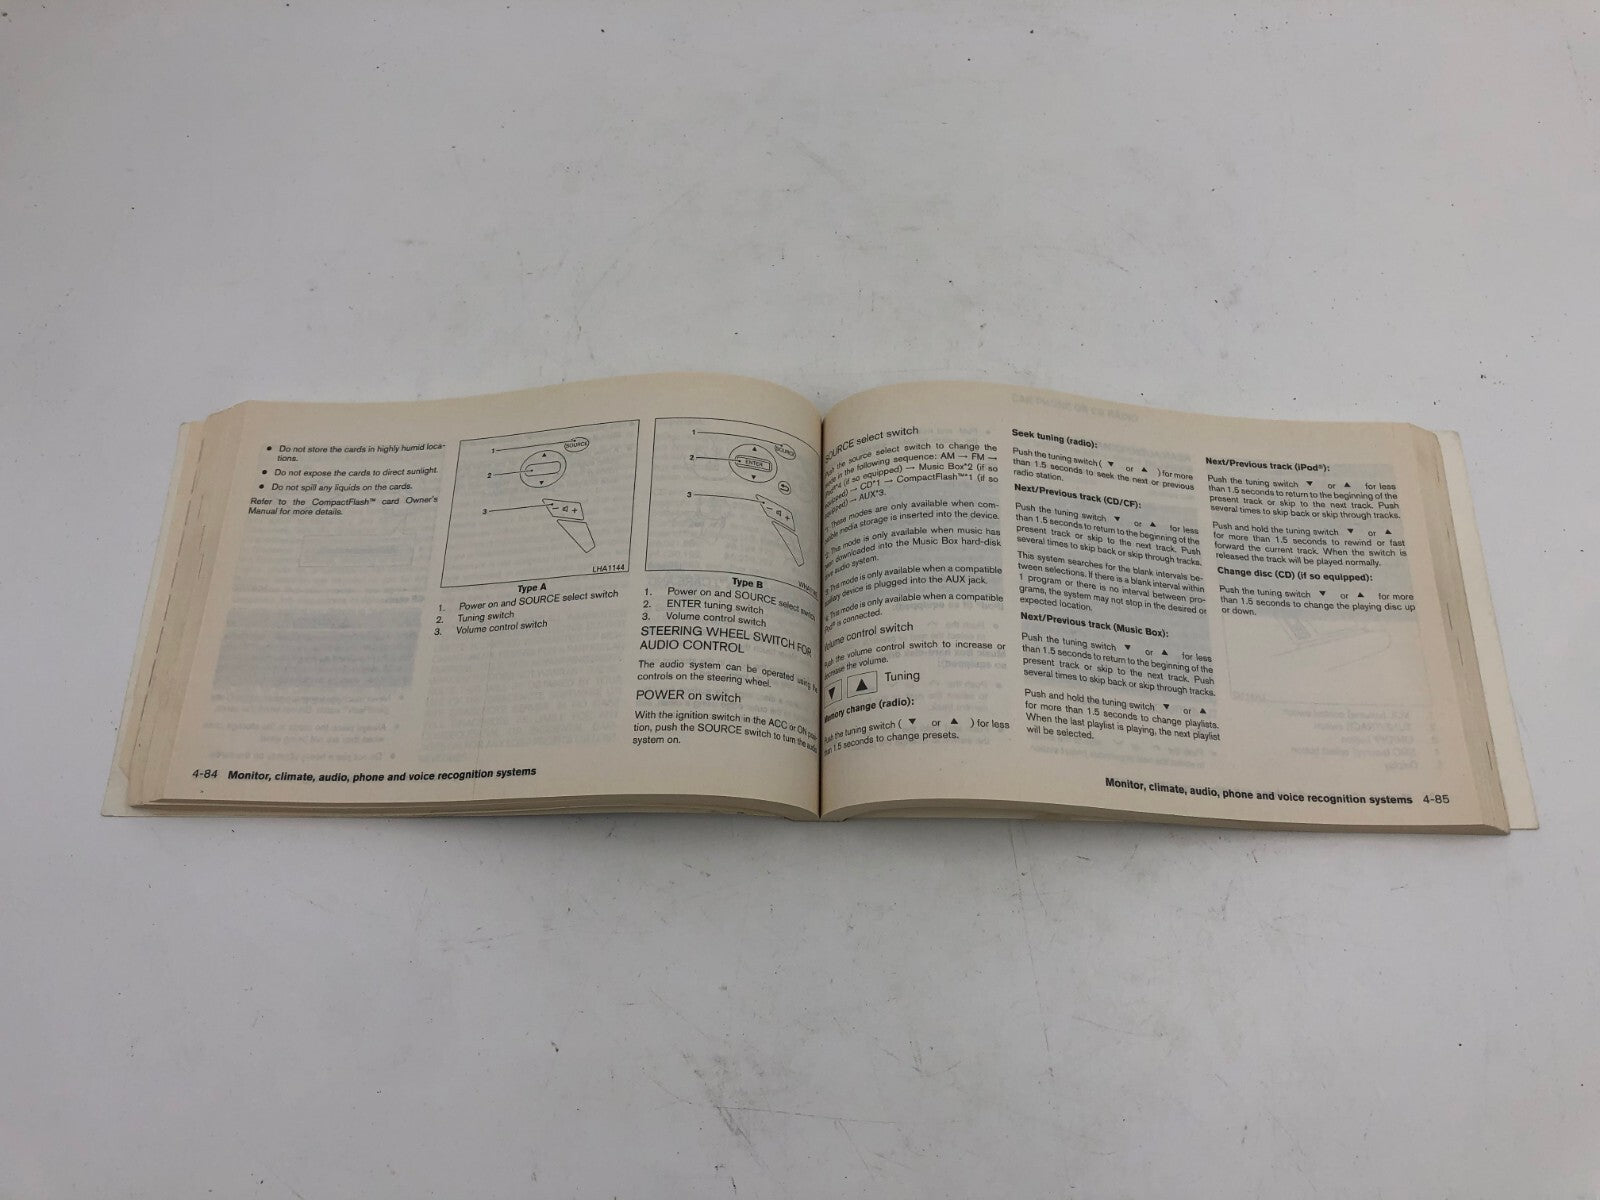 ● Do not store the cards in highly humid loca-
tions.
● Do not expose the cards to direct sunlight.
● Do not spill any liquids on the cards.
Refer to the CompactFlash™ card Owner's
Manual for more details.
1
SOURCE
2
3
LHA1144
Type A
1. Power on and SOURCE select switch
2. Tuning switch
3. Volume control switch
1
SOURCE
2
ENTER
3
Type B
1. Power on and SOURCE select switch
2. ENTER tuning switch
3. Volume control switch
STEERING WHEEL SWITCH FOR
AUDIO CONTROL
The audio system can be operated using
controls on the steering wheel.
POWER on switch
With the ignition switch in the ACC or ON
tion, push the SOURCE switch to turn the audio
system on.
4-84 Monitor, climate, audio, phone and voice recognition systems
SOURCE select switch
the source select switch to change the
in the following sequence: AM → FM →
(if so equipped) → Music Box*2 (if so
→ CD*1 → CompactFlash™*1 (if so
→ AUX*3.
These modes are only available when com-
media storage is inserted into the device.
This mode is only available when music has
downloaded into the Music Box hard-disk
audio system.
This mode is only available when a compatible
device is plugged into the AUX jack.
This mode is only available when a compatible
is connected.
Volume control switch
the volume control switch to increase or
the volume.
▼ ▲ Tuning
Memory change (radio):
the tuning switch ( ▼ or ▲ ) for less
than 1.5 seconds to change presets.
Seek tuning (radio):
Push the tuning switch ( ▼ or ▲ ) for more
than 1.5 seconds to seek the next or previous
radio station.
Next/Previous track (CD/CF):
Push the tuning switch ▼ or ▲ for less
than 1.5 seconds to return to the beginning of the
present track or skip to the next track. Push
several times to skip back or skip through tracks.
This system searches for the blank intervals be-
tween selections. If there is a blank interval within
1 program or there is no interval between pro-
grams, the system may not stop in the desired or
expected location.
Next/Previous track (Music Box):
Push the tuning switch ▼ or ▲ for less
than 1.5 seconds to return to the beginning of the
present track or skip to the next track. Push
several times to skip back or skip through tracks.
Push and hold the tuning switch ▼ or ▲
for more than 1.5 seconds to change playlists.
When the last playlist is playing, the next playlist
will be selected.
Next/Previous track (iPod®):
Push the tuning switch ▼ or ▲ for less
than 1.5 seconds to return to the beginning of the
present track or skip to the next track. Push
several times to skip back or skip through tracks.
Push and hold the tuning switch ▼ or ▲
for more than 1.5 seconds to rewind or fast
forward the current track. When the switch is
released the track will be played normally.
Change disc (CD) (if so equipped):
Push the tuning switch ▼ or ▲ for more
than 1.5 seconds to change the playing disc up
or down.
Monitor, climate, audio, phone and voice recognition systems 4-85